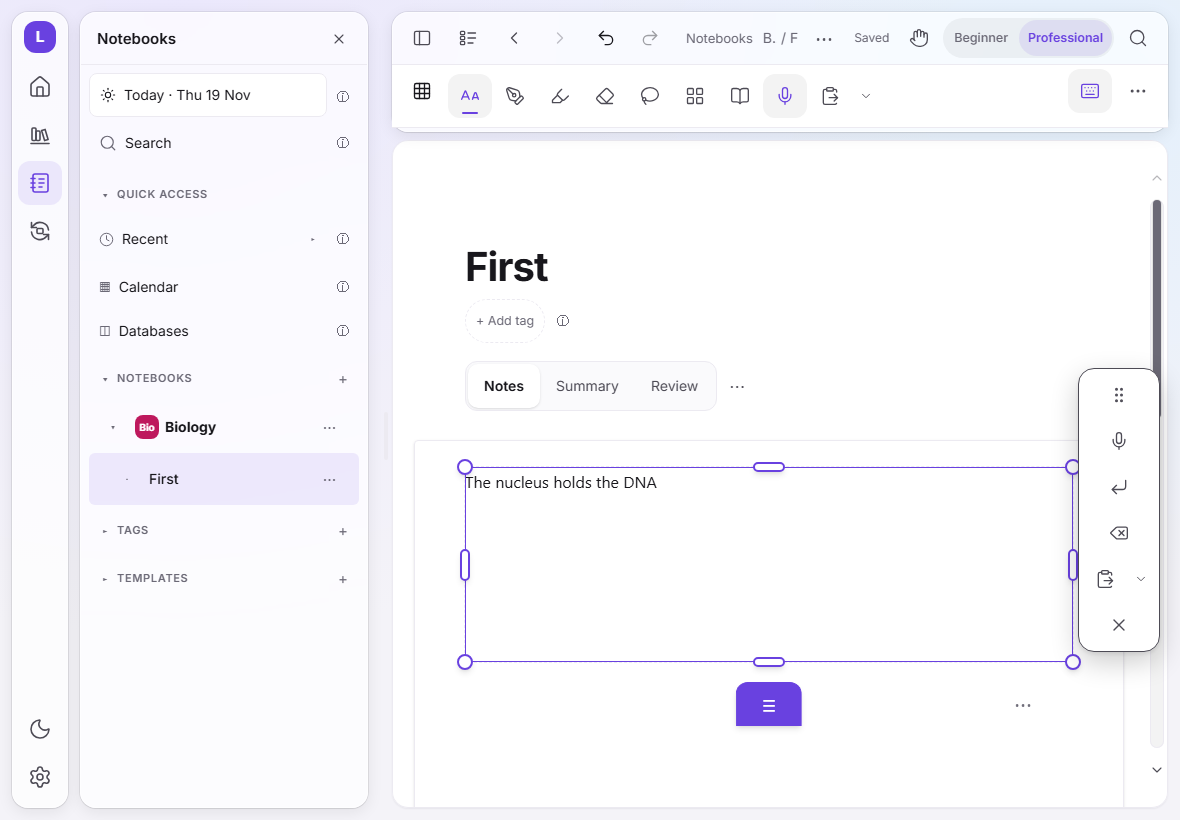 L
Notebooks
Today · Thu 19 Nov
Search
QUICK ACCESS
Recent
Calendar
Databases
NOTEBOOKS
Bio Biology
First
TAGS
TEMPLATES
Notebooks B. / F
Saved
Beginner
Professional
AA
First
+ Add tag
Notes
Summary
Review
The nucleus holds the DNA